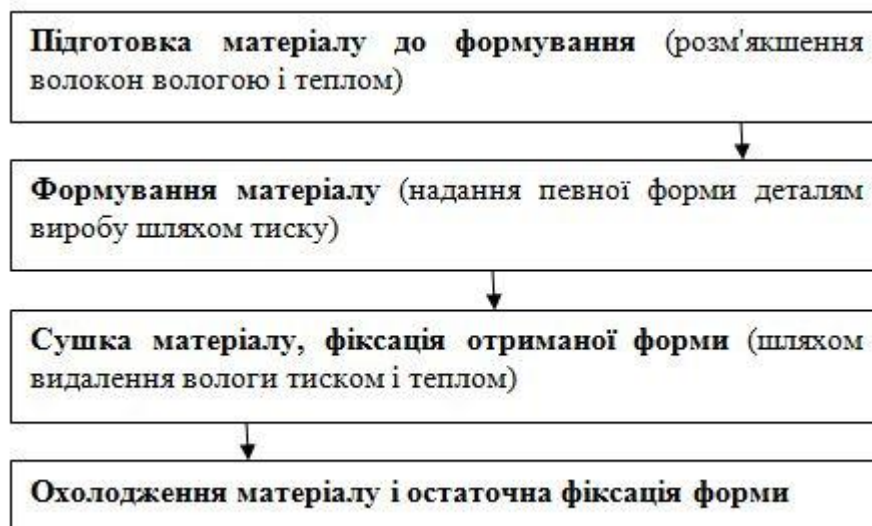 Підготовка матеріалу до формування (розм'якшення
волокон вологою і теплом)
Формування матеріалу (надання певної форми деталям
виробу шляхом тиску)
Сушка матеріалу, фіксація отриманої форми (шляхом
видалення вологи тиском і теплом)
Охолодження матеріалу і остаточна фіксація форми